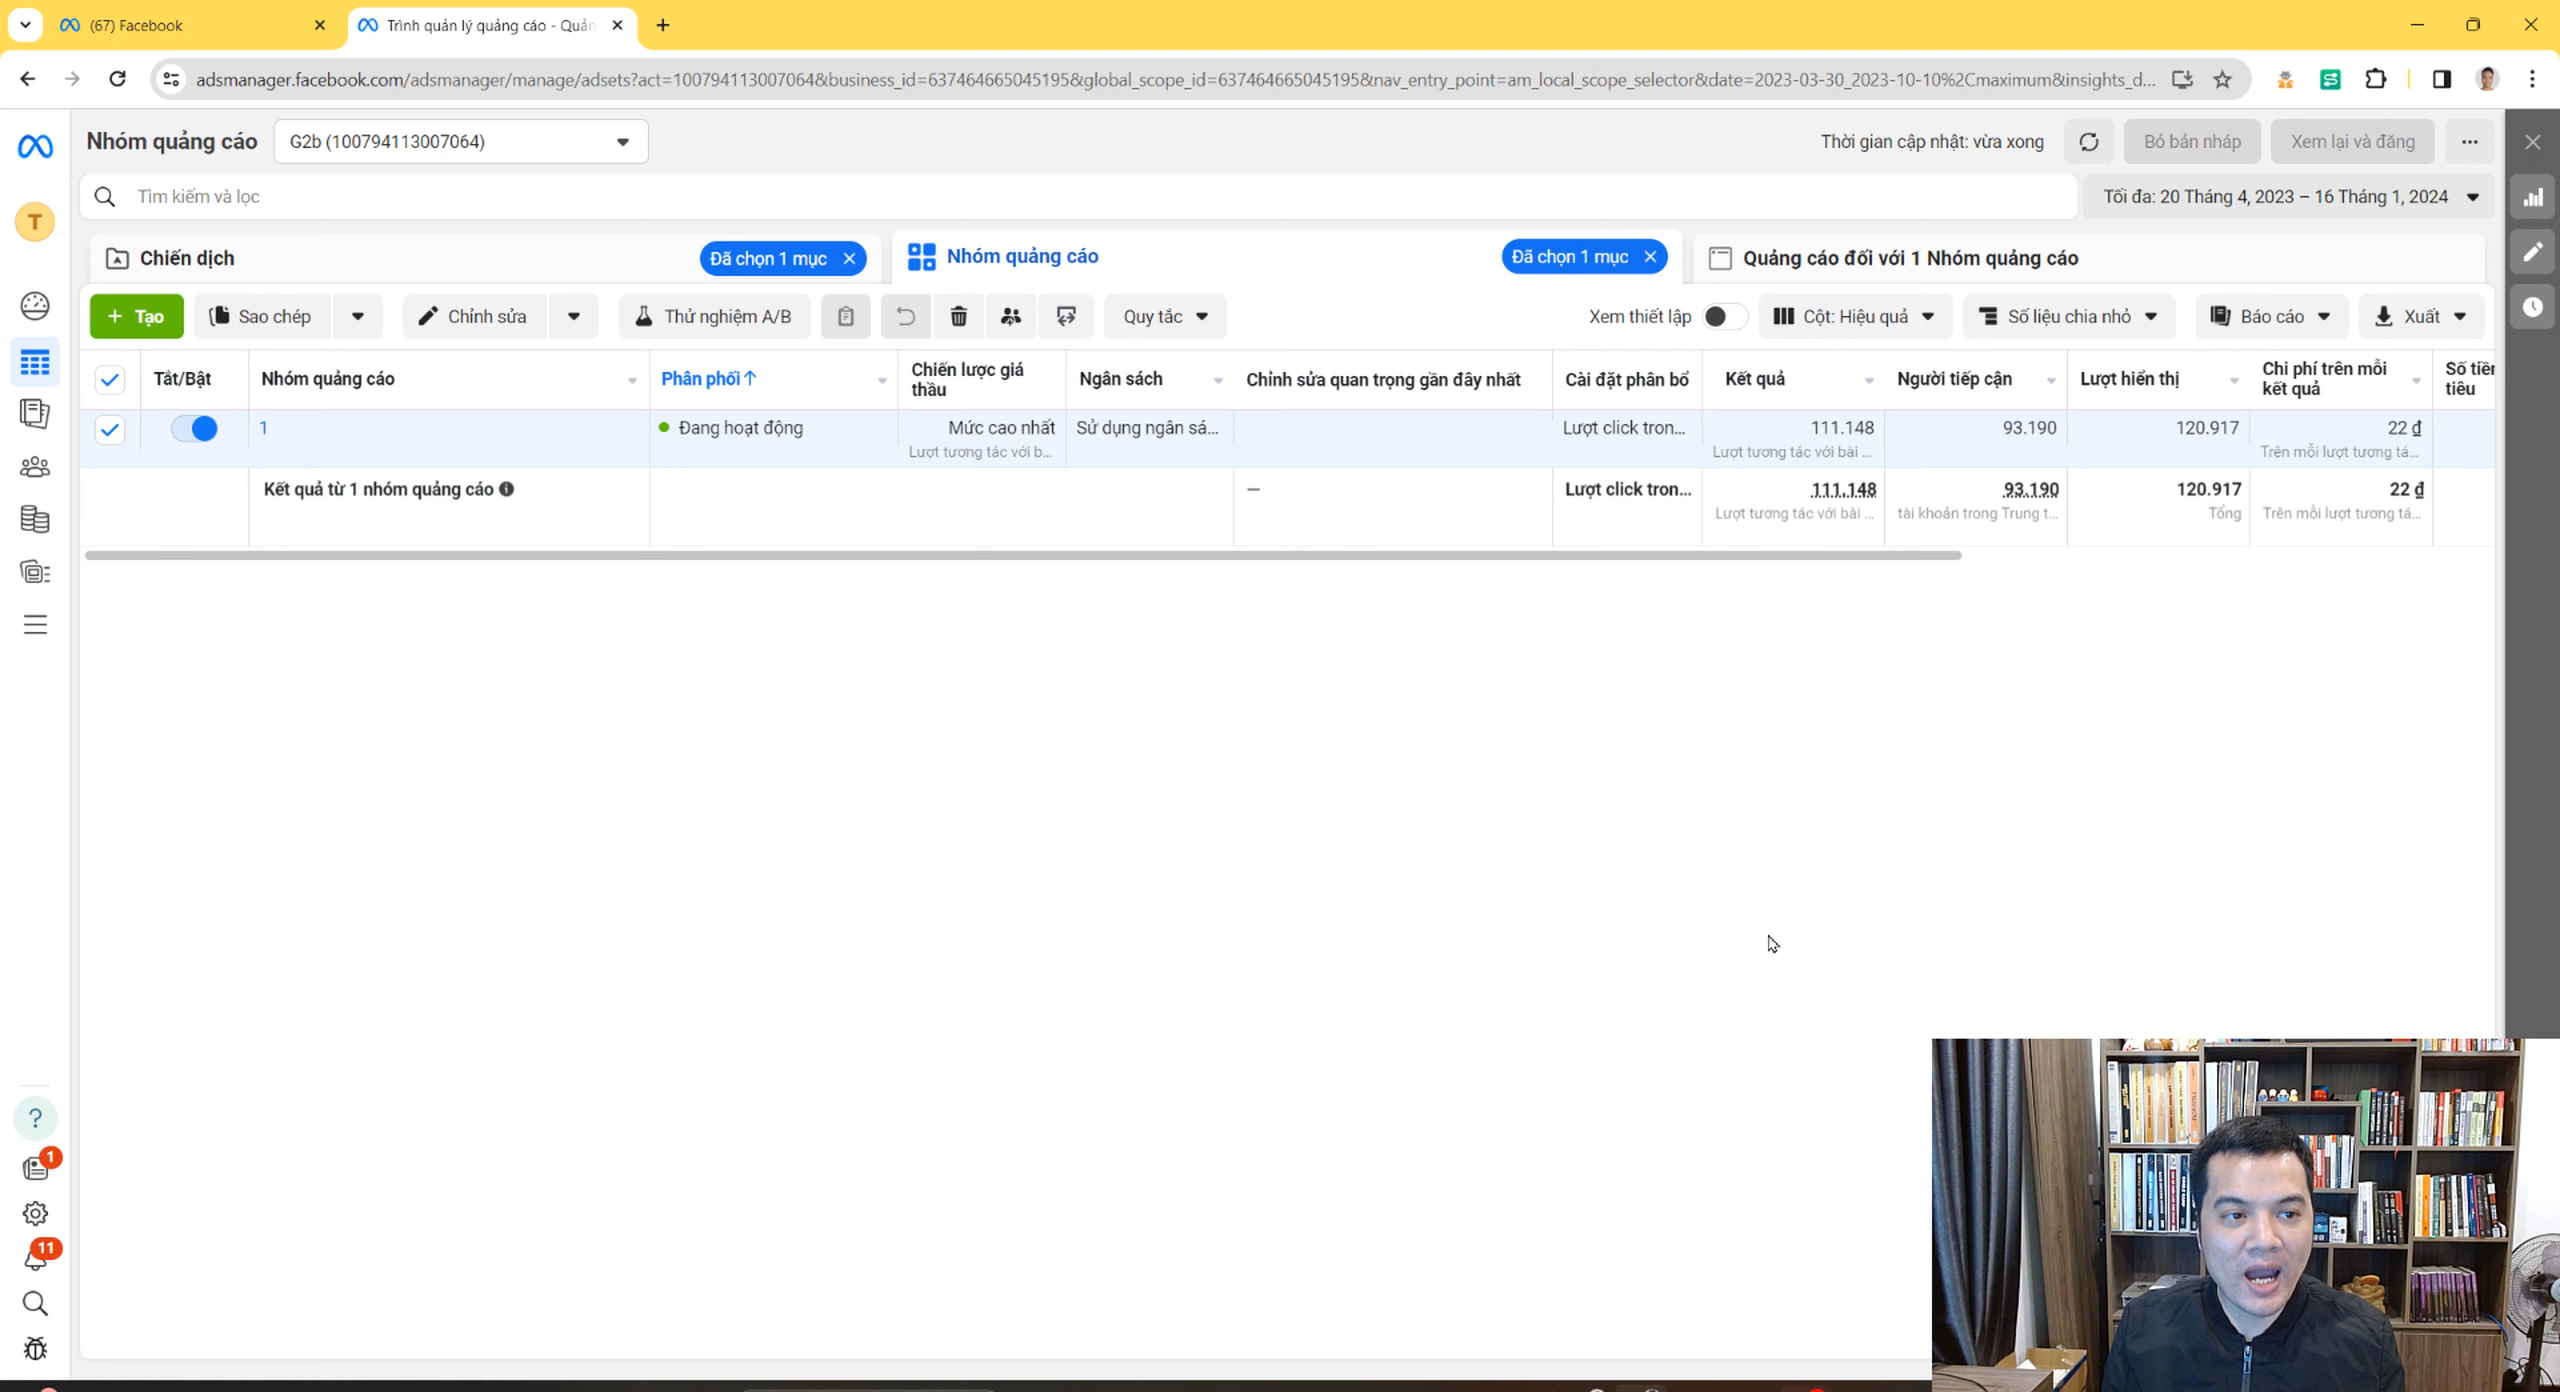 (67) Facebook
Trình quản lý quảng cáo - Quản
adsmanager.facebook.com/adsmanager/manage/adsets?act=100794113007064&business_id=637464665045195&global_scope_id=637464665045195&nav_entry_point=am_local_scope_selector&date=2023-03-30_2023-10-10%2Cmaximum&insights_d...
Nhóm quảng cáo
G2b (100794113007064)
Thời gian cập nhật: vừa xong
Bỏ bản nháp
Xem lại và đăng
T
Tìm kiếm và lọc
Tối đa: 20 Tháng 4, 2023 – 16 Tháng 1, 2024
Chiến dịch
Đã chọn 1 mục
Nhóm quảng cáo
Đã chọn 1 mục
Quảng cáo đối với 1 Nhóm quảng cáo
+ Tạo
Sao chép
Chỉnh sửa
Thử nghiệm A/B
Quy tắc
Xem thiết lập
Cột: Hiệu quả
Số liệu chia nhỏ
Báo cáo
Xuất
Tắt/Bật
Nhóm quảng cáo
Phân phối↑
Chiến lược giá
thầu
Ngân sách
Chỉnh sửa quan trọng gần đây nhất
Cài đặt phân bổ
Kết quả
Người tiếp cận
Lượt hiển thị
Chi phí trên mỗi
kết quả
Số tiền
tiêu
1
Đang hoạt động
Mức cao nhất
Lượt tương tác với b...
Sử dụng ngân sá...
Lượt click tron...
111.148
Lượt tương tác với bài ...
93.190
120.917
22 ₫
Trên mỗi lượt tương tá...
Kết quả từ 1 nhóm quảng cáo
—
Lượt click tron...
111.148
Lượt tương tác với bài ...
93.190
tài khoản trong Trung t...
120.917
Tổng
22 ₫
Trên mỗi lượt tương tá...
?
1
11